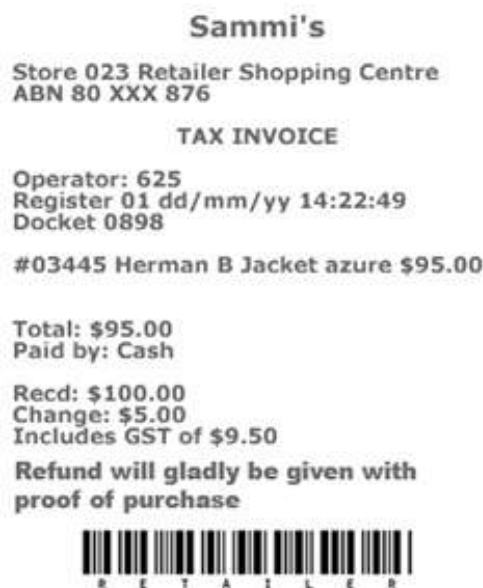 Sammi's
Store 023 Retailer Shopping Centre
ABN 80 XXX 876
TAX INVOICE
Operator: 625
Register 01 dd/mm/yy 14:22:49
Docket 0898
#03445 Herman B Jacket azure $95.00
Total: $95.00
Paid by: Cash
Recd: $100.00
Change: $5.00
Includes GST of $9.50
Refund will gladly be given with
proof of purchase
R E T A I L E R